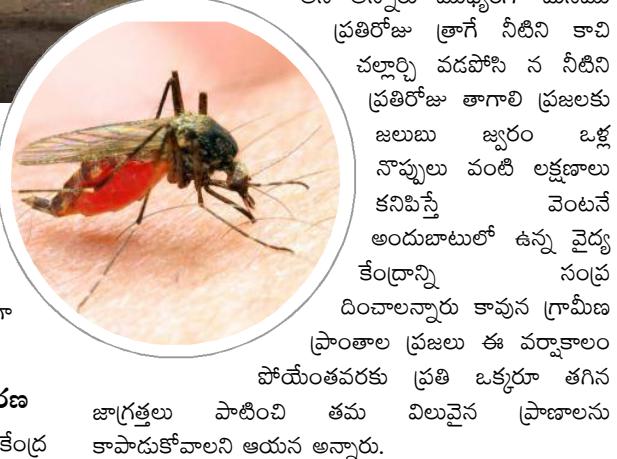 ప్రతిరోజు త్రాగే నీటిని కాచి
చల్లార్చి వడపోసి న నీటిని
ప్రతిరోజు తాగాలి ప్రజలకు
జలుబు జ్వరం ఒళ్ల
నొప్పులు వంటి లక్షణాలు
కనిపిస్తే వెంటనే
అందుబాటులో ఉన్న వైద్య
కేంద్రాన్ని సంప్ర
దించాలన్నారు కావున గ్రామీణ
ప్రాంతాల ప్రజలు ఈ వర్షాకాలం
పోయేంతవరకు ప్రతి ఒక్కరూ తగిన
జాగ్రత్తలు పాటించి తమ విలువైన ప్రాణాలను
కాపాడుకోవాలని ఆయన అన్నారు.
కేంద్ర